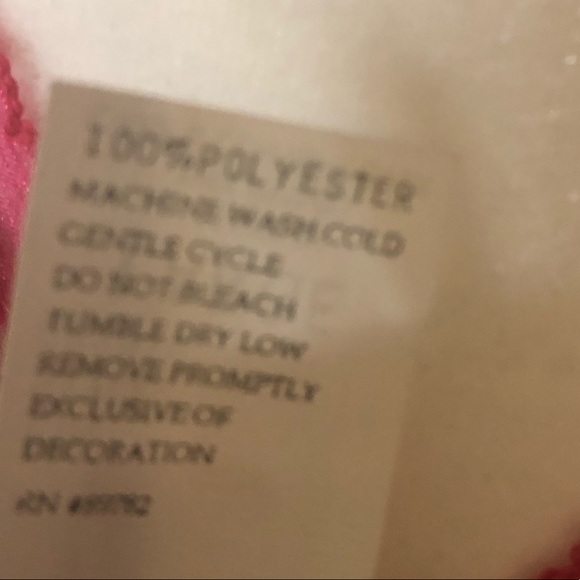 100%POLYESTER
MACHINE WASH COLD
GENTLE CYCLE
DO NOT BLEACH
TUMBLE DRY LOW
REMOVE PROMPTLY
EXCLUSIVE OF
DECORATION
RN